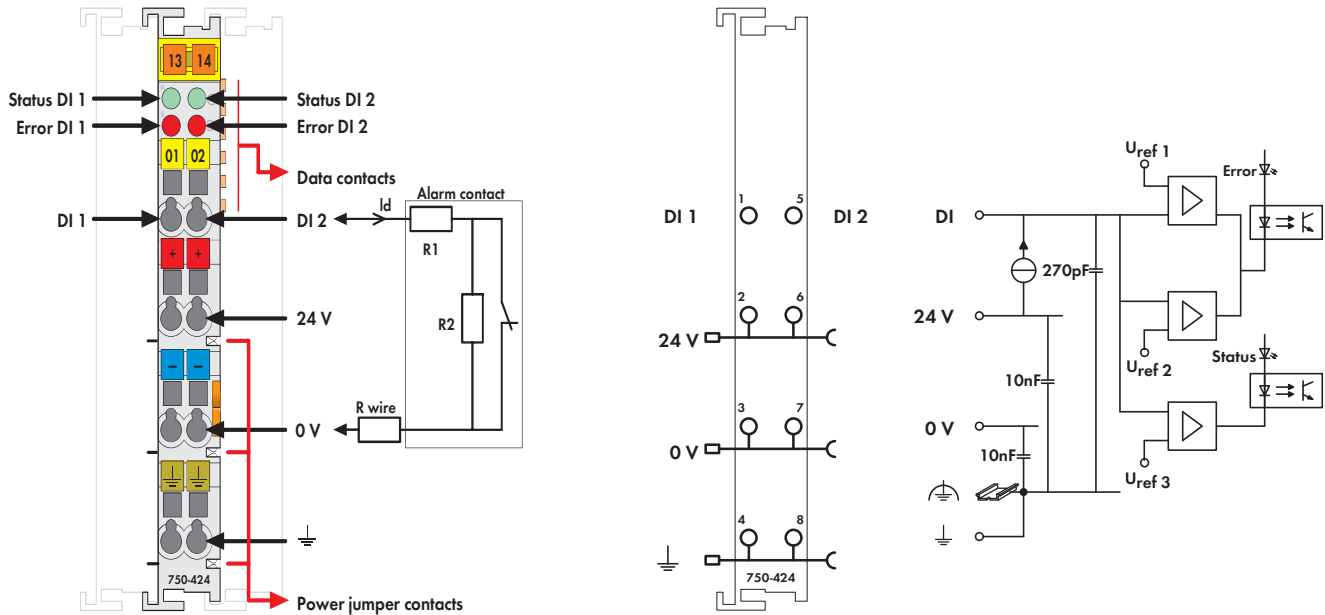 13 14
Status DI 1
Status DI 2
Error DI 1
Error DI 2
01 02
Data contacts
DI 1
DI 2
Id
Alarm contact
R1
R2
+ +
24 V
– –
R wire
0 V
750-424
Power jumper contacts
DI 1
1
5
DI 2
2
6
24 V
3
7
0 V
4
8
750-424
DI
24 V
0 V
270pF
10nF
10nF
Uref 1
Uref 2
Uref 3
Error
Status